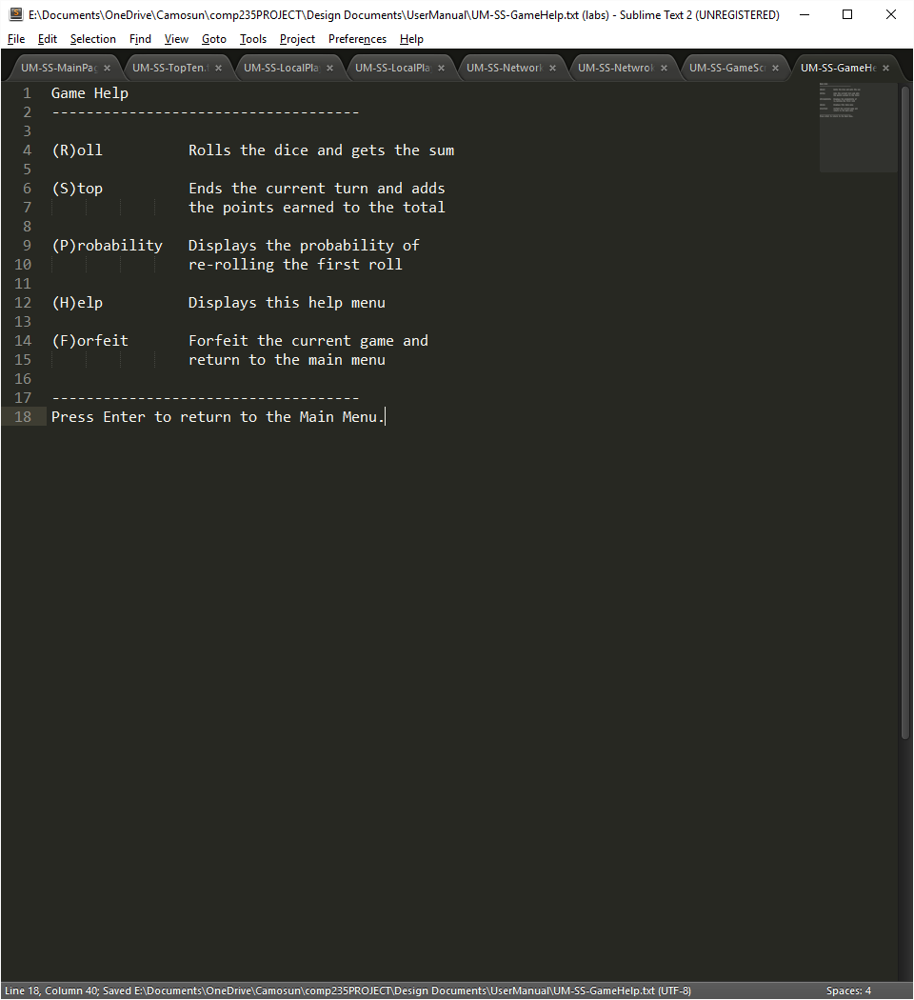 E:\Documents\OneDrive\Camosun\comp235PROJECT\Design Documents\UserManual\UM-SS-GameHelp.txt (labs) - Sublime Text 2 (UNREGISTERED)
File Edit Selection Find View Goto Tools Project Preferences Help
UM-SS-MainPag × UM-SS-TopTen. × UM-SS-LocalPla × UM-SS-LocalPla × UM-SS-Network × UM-SS-Netwrok × UM-SS-GameScr × UM-SS-GameHe ×
1 Game Help
2 ------------------------------------
3
4 (R)oll Rolls the dice and gets the sum
5
6 (S)top Ends the current turn and adds
7 the points earned to the total
8
9 (P)robability Displays the probability of
10 re-rolling the first roll
11
12 (H)elp Displays this help menu
13
14 (F)orfeit Forfeit the current game and
15 return to the main menu
16
17 ------------------------------------
18 Press Enter to return to the Main Menu.
Line 18, Column 40; Saved E:\Documents\OneDrive\Camosun\comp235PROJECT\Design Documents\UserManual\UM-SS-GameHelp.txt (UTF-8) Spaces: 4